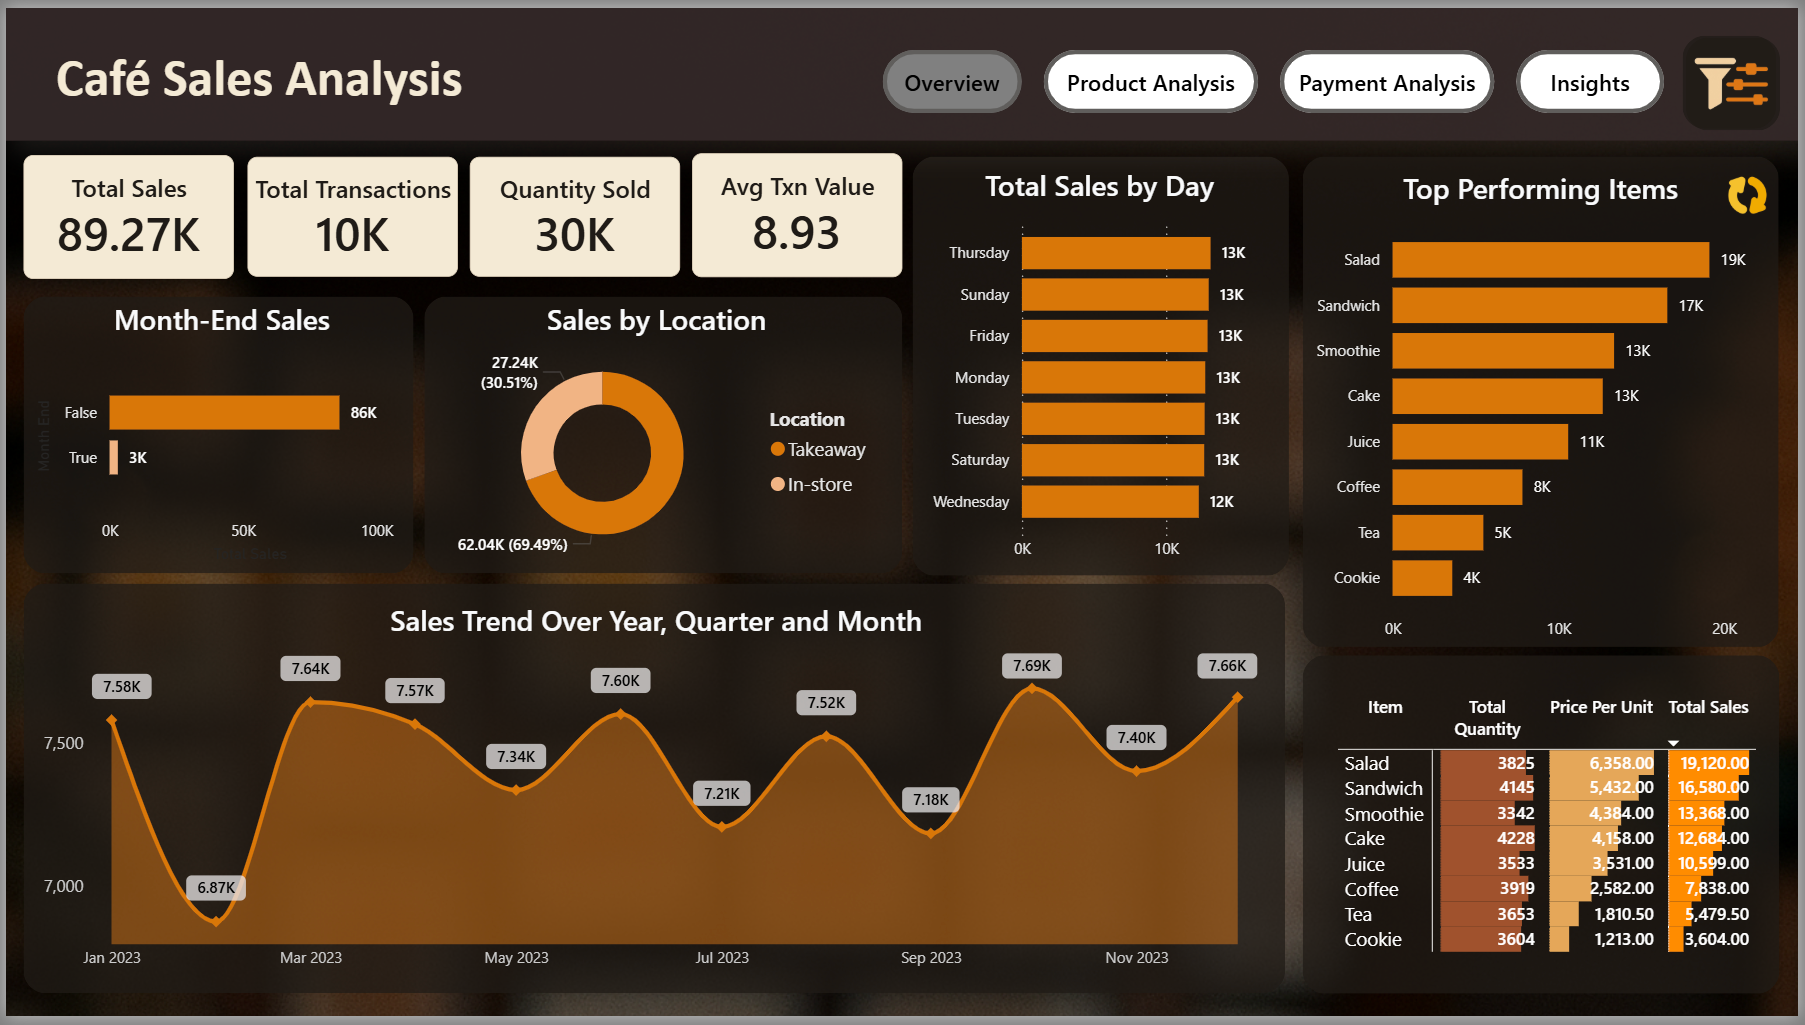 Café Sales Analysis
Overview
Product Analysis
Payment Analysis
Insights
Total Sales
89.27K
Total Transactions
10K
Quantity Sold
30K
Avg Txn Value
8.93
Month-End Sales
Month End
False
86K
True
3K
0K
50K
100K
Sales by Location
27.24K
(30.51%)
62.04K (69.49%)
Location
Takeaway
In-store
Total Sales by Day
Thursday
13K
Sunday
13K
Friday
13K
Monday
13K
Tuesday
13K
Saturday
13K
Wednesday
12K
0K
10K
Top Performing Items
Salad
19K
Sandwich
17K
Smoothie
13K
Cake
13K
Juice
11K
Coffee
8K
Tea
5K
Cookie
4K
0K
10K
20K
Sales Trend Over Year, Quarter and Month
7,500
7,000
7.58K
6.87K
7.64K
7.57K
7.34K
7.60K
7.21K
7.52K
7.18K
7.69K
7.40K
7.66K
Jan 2023
Mar 2023
May 2023
Jul 2023
Sep 2023
Nov 2023
Item Total Quantity Price Per Unit Total Sales
Salad 3825 6,358.00 19,120.00
Sandwich 4145 5,432.00 16,580.00
Smoothie 3342 4,384.00 13,368.00
Cake 4228 4,158.00 12,684.00
Juice 3533 3,531.00 10,599.00
Coffee 3919 2,582.00 7,838.00
Tea 3653 1,810.50 5,479.50
Cookie 3604 1,213.00 3,604.00